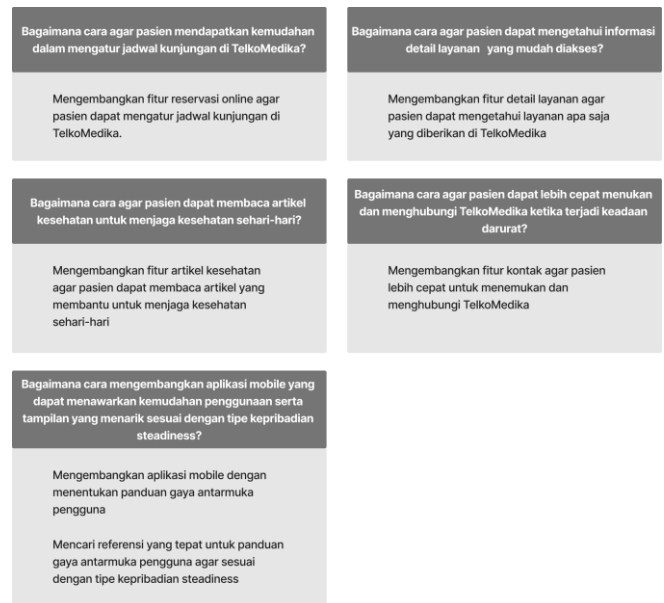 Bagaimana cara agar pasien mendapatkan kemudahan
dalam mengatur jadwal kunjungan di TelkoMedika?
Mengembangkan fitur reservasi online agar
pasien dapat mengatur jadwal kunjungan di
TelkoMedika.
Bagaimana cara agar pasien dapat mengetahui informasi
detail layanan yang mudah diakses?
Mengembangkan fitur detail layanan agar
pasien dapat mengetahui layanan apa saja
yang diberikan di TelkoMedika
Bagaimana cara agar pasien dapat membaca artikel
kesehatan untuk menjaga kesehatan sehari-hari?
Mengembangkan fitur artikel kesehatan
agar pasien dapat membaca artikel yang
membantu untuk menjaga kesehatan
sehari-hari
Bagaimana cara agar pasien dapat lebih cepat menukan
dan menghubungi TelkoMedika ketika terjadi keadaan
darurat?
Mengembangkan fitur kontak agar pasien
lebih cepat untuk menemukan dan
menghubungi TelkoMedika
Bagaimana cara mengembangkan aplikasi mobile yang
dapat menawarkan kemudahan penggunaan serta
tampilan yang menarik sesuai dengan tipe kepribadian
steadiness?
Mengembangkan aplikasi mobile dengan
menentukan panduan gaya antarmuka
pengguna
Mencari referensi yang tepat untuk panduan
gaya antarmuka pengguna agar sesuai
dengan tipe kepribadian steadiness